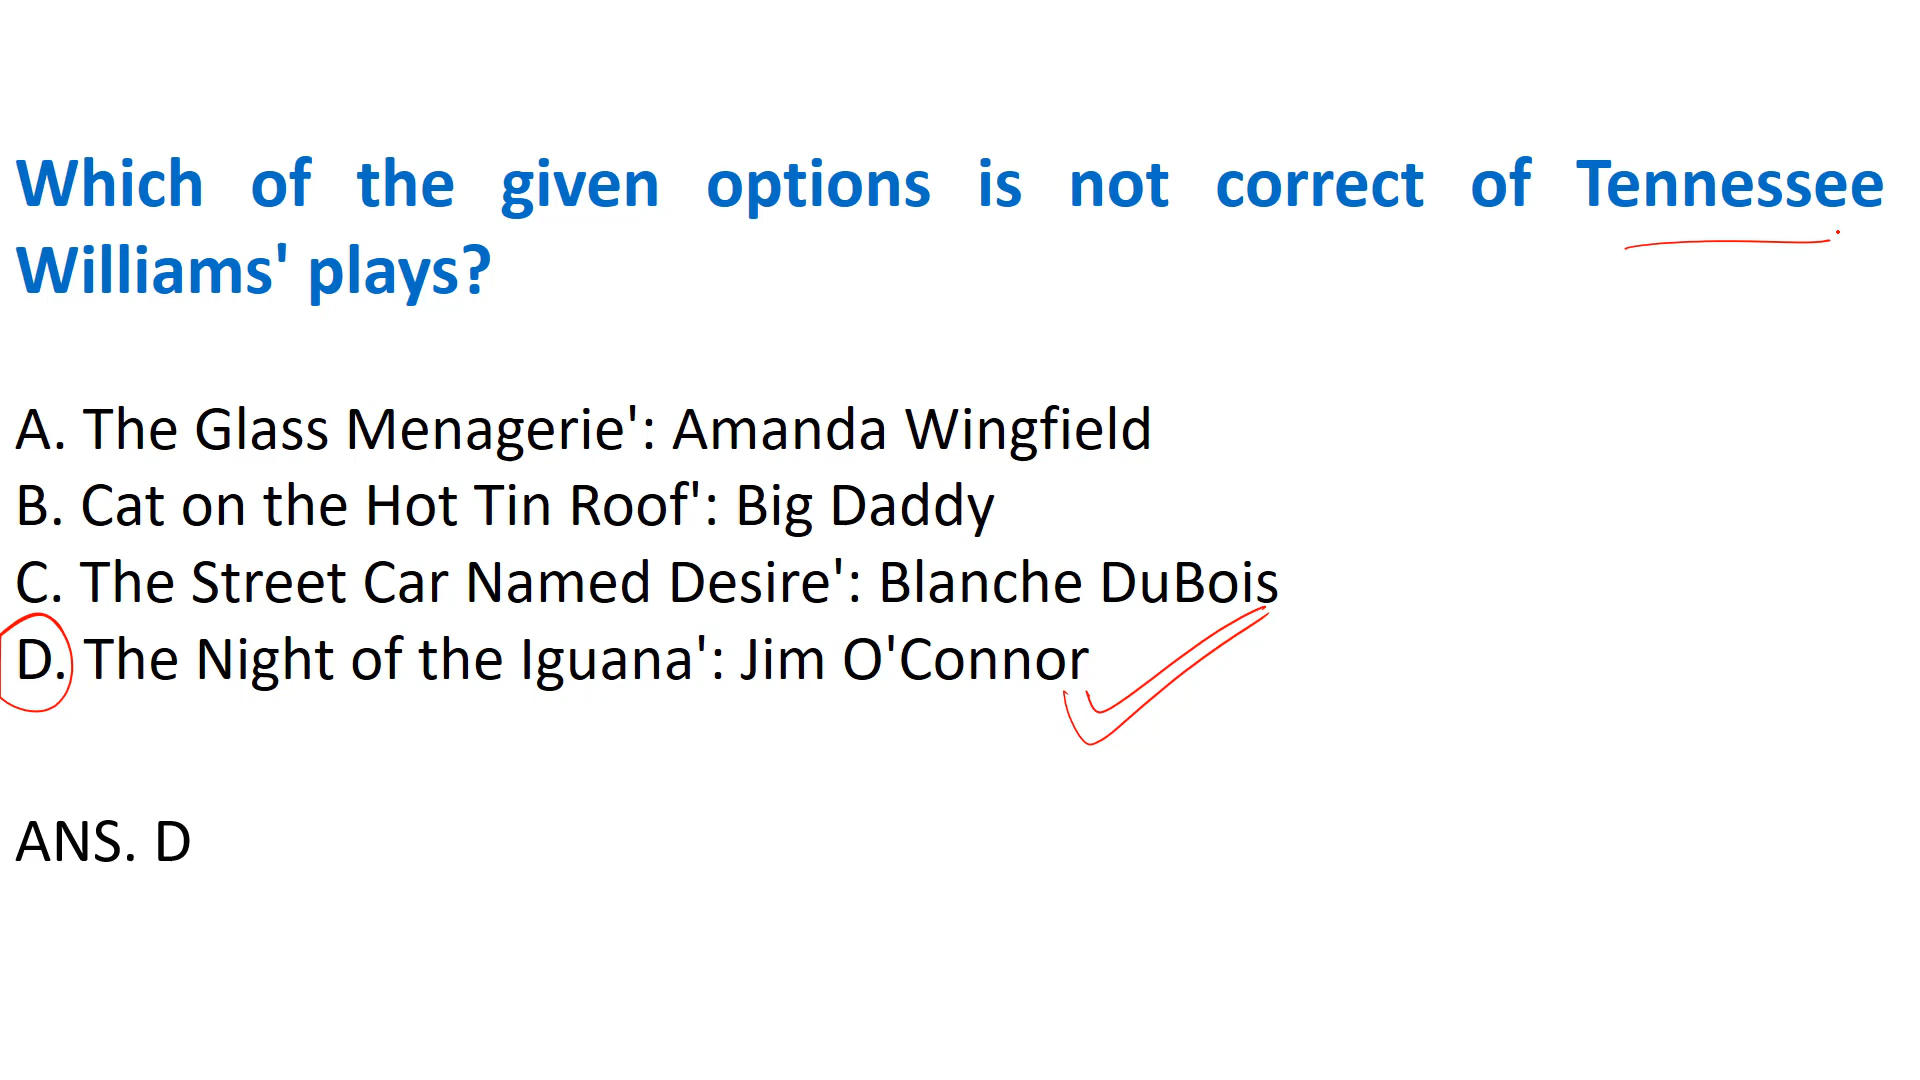 Which of the given options is not correct of Tennessee
Williams' plays?
A. The Glass Menagerie': Amanda Wingfield
B. Cat on the Hot Tin Roof': Big Daddy
C. The Street Car Named Desire': Blanche DuBois
D. The Night of the Iguana': Jim O'Connor
ANS. D